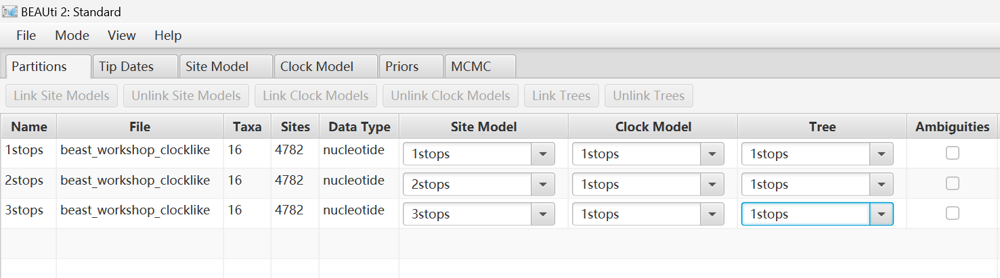 BEAUti 2: Standard
File Mode View Help
Partitions Tip Dates Site Model Clock Model Priors MCMC
Link Site Models Unlink Site Models Link Clock Models Unlink Clock Models Link Trees Unlink Trees
Name File Taxa Sites Data Type Site Model Clock Model Tree Ambiguities
1stops beast_workshop_clocklike 16 4782 nucleotide 1stops 1stops 1stops
2stops beast_workshop_clocklike 16 4782 nucleotide 2stops 1stops 1stops
3stops beast_workshop_clocklike 16 4782 nucleotide 3stops 1stops 1stops